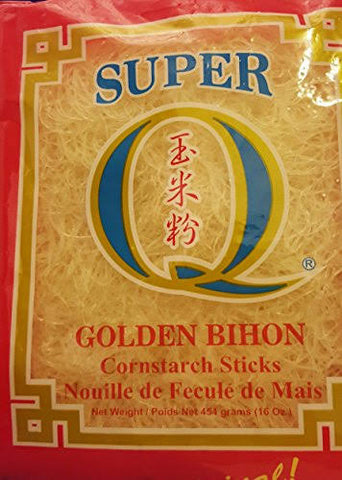 SUPER
Q
玉
米
粉
®
GOLDEN BIHON
Cornstarch Sticks
Nouille de Feculé de Mais
Net Weight / Poids Net 454 grams (16 Oz.)